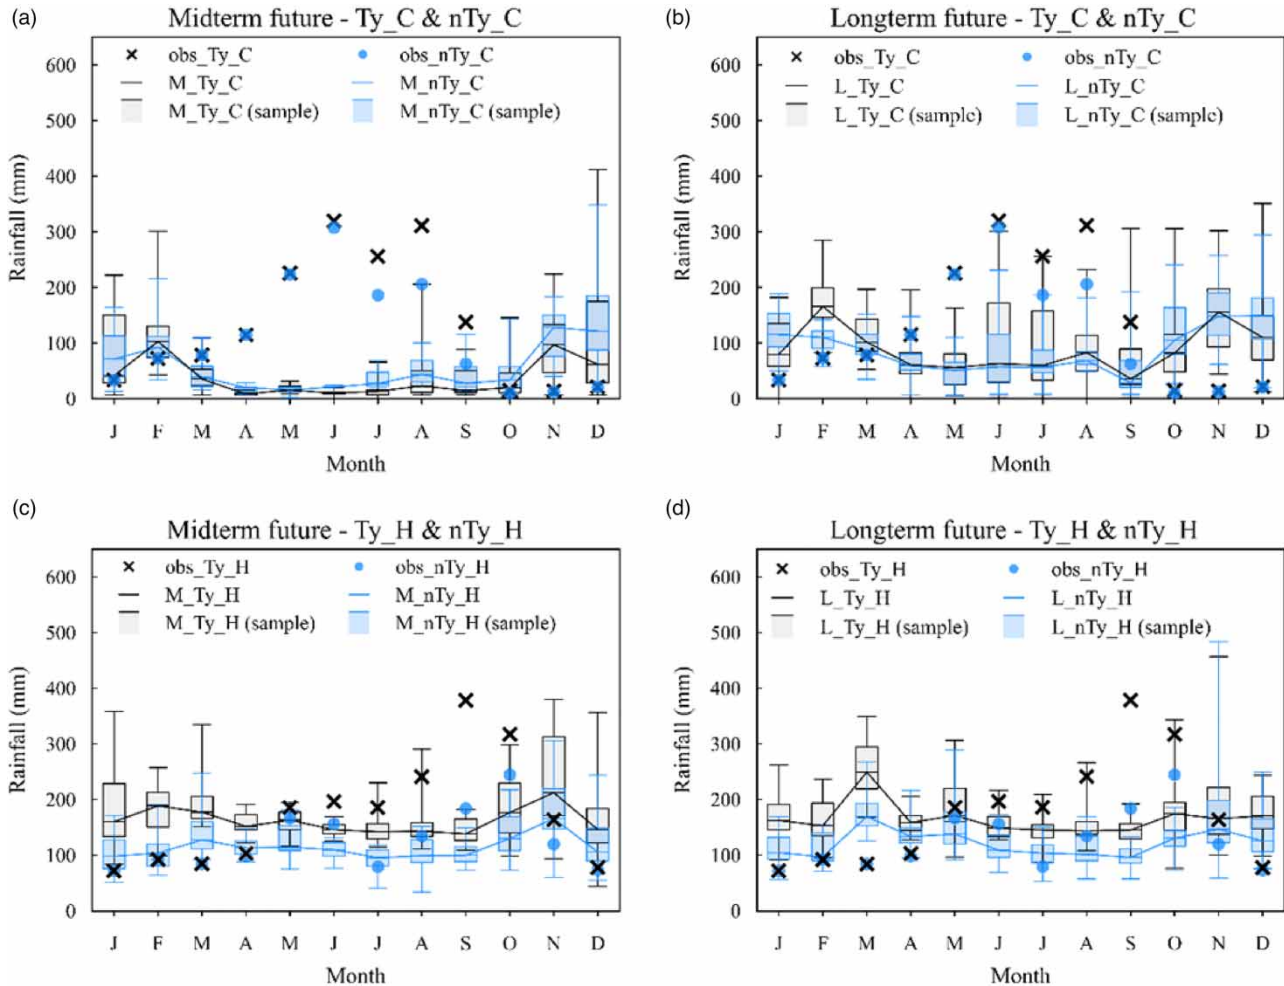 (a)
Midterm future - Ty_C & nTy_C
600
500
400
300
200
100
0
Rainfall (mm)
obs_Ty_C
obs_nTy_C
M_Ty_C
M_nTy_C
M_Ty_C (sample)
M_nTy_C (sample)
J F M A M J J A S O N D
Month
(b)
Longterm future - Ty_C & nTy_C
600
500
400
300
200
100
0
Rainfall (mm)
obs_Ty_C
obs_nTy_C
L_Ty_C
L_nTy_C
L_Ty_C (sample)
L_nTy_C (sample)
J F M A M J J A S O N D
Month
(c)
Midterm future - Ty_H & nTy_H
600
500
400
300
200
100
0
Rainfall (mm)
obs_Ty_H
obs_nTy_H
M_Ty_H
M_nTy_H
M_Ty_H (sample)
M_nTy_H (sample)
J F M A M J J A S O N D
Month
(d)
Longterm future - Ty_H & nTy_H
600
500
400
300
200
100
0
Rainfall (mm)
obs_Ty_H
obs_nTy_H
L_Ty_H
L_nTy_H
L_Ty_H (sample)
L_nTy_H (sample)
J F M A M J J A S O N D
Month